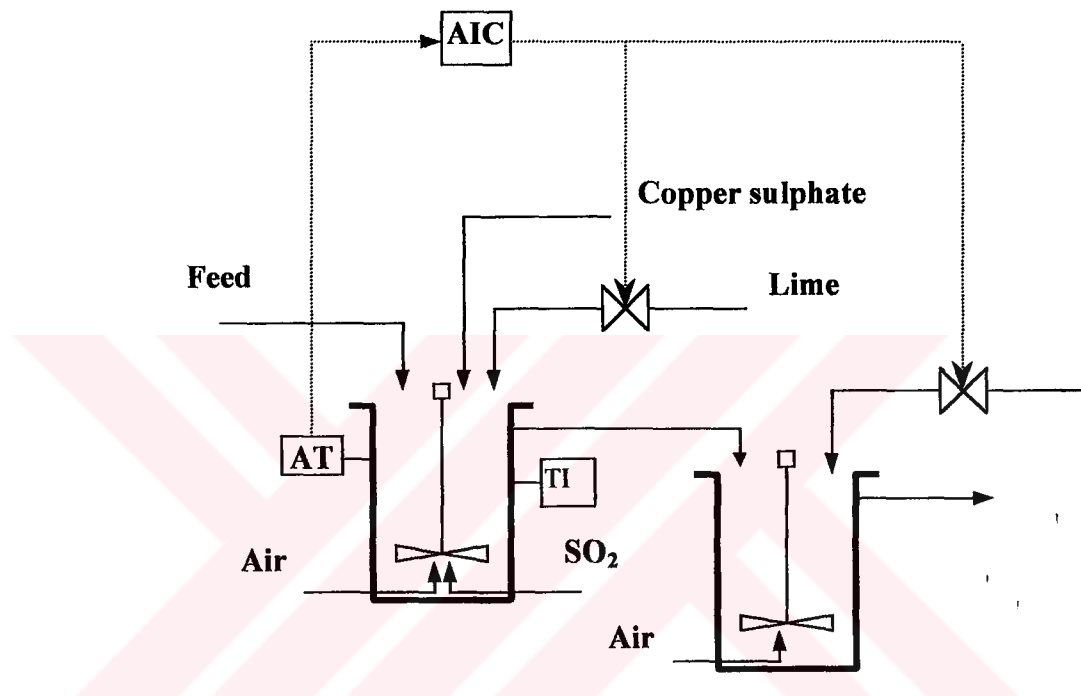 AIC
Copper sulphate
Feed
Lime
AT
TI
Air
SO₂
Air